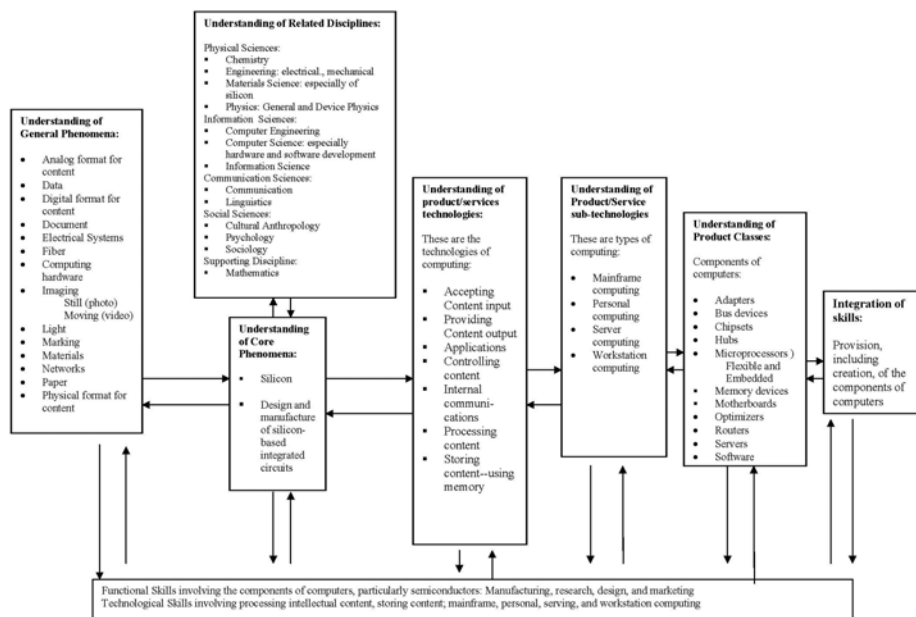 Understanding of
General Phenomena:
Analog format for
content
Data
Digital format for
content
Document
Electrical Systems
Fiber
Computing
hardware
Imaging
Still (photo)
Moving (video)
Light
Marking
Materials
Networks
Paper
Physical format for
content
Understanding of Related Disciplines:
Physical Sciences:
Chemistry
Engineering: electrical., mechanical
Materials Science: especially of
silicon
Physics: General and Device Physics
Information Sciences:
Computer Engineering
Computer Science: especially
hardware and software development
Information Science
Communication Sciences:
Communication
Linguistics
Social Sciences:
Cultural Anthropology
Psychology
Sociology
Supporting Discipline:
Mathematics
Understanding
of Core
Phenomena:
Silicon
Design and
manufacture
of silicon-
based
integrated
circuits
Understanding of
product/services
technologies:
These are the
technologies of
computing:
Accepting
Content input
Providing
Content output
Applications
Controlling
content
Internal
communi-
cations
Processing
content
Storing
content--using
memory
Understanding of
Product/Service
sub-technologies
These are types of
computing:
Mainframe
computing
Personal
computing
Server
computing
Workstation
computing
Understanding of
Product Classes:
Components of
computers:
Adapters
Bus devices
Chipsets
Hubs
Microprocessors )
Flexible and
Embedded
Memory devices
Motherboards
Optimizers
Routers
Servers
Software
Integration of
skills:
Provision,
including
creation, of the
components of
computers
Functional Skills involving the components of computers, particularly semiconductors: Manufacturing, research, design, and marketing
Technological Skills involving processing intellectual content, storing content; mainframe, personal, serving, and workstation computing